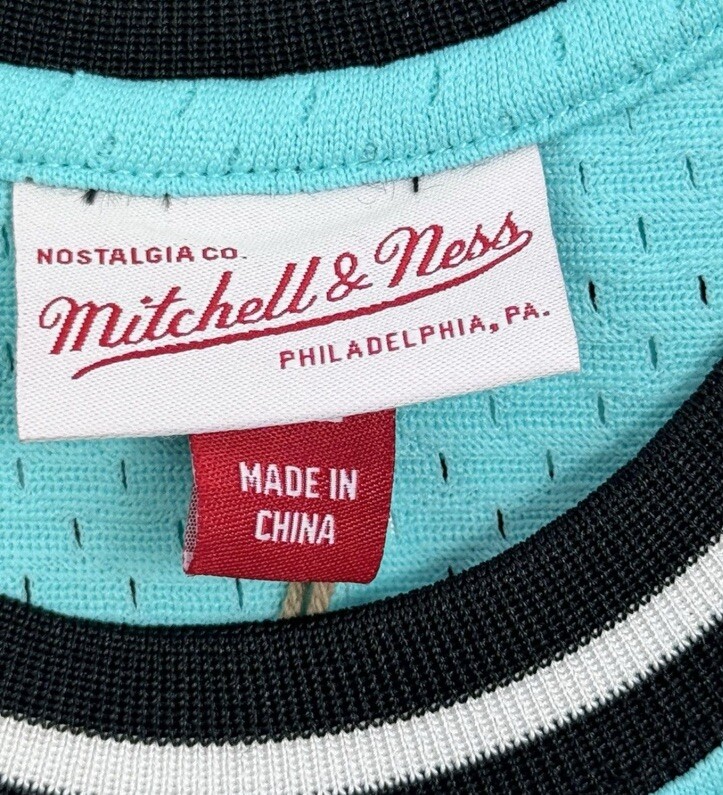 NOSTALGIA CO.
Mitchell & Ness
PHILADELPHIA, PA.
MADE IN
CHINA